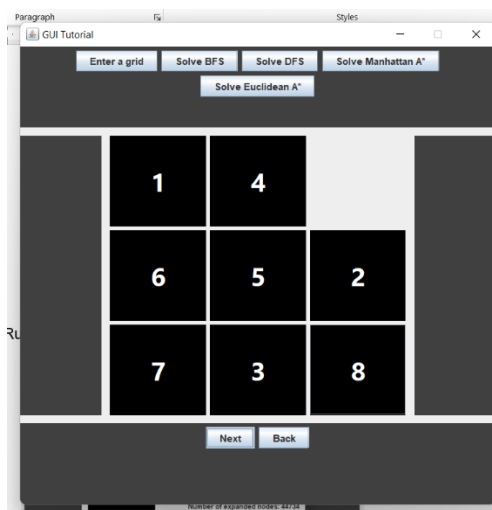 Paragraph Styles
GUI Tutorial
Enter a grid Solve BFS Solve DFS Solve Manhattan A*
Solve Euclidean A*
1 4
6 5 2
Ru
7 3 8
Next Back
Number of expanded nodes: 44734